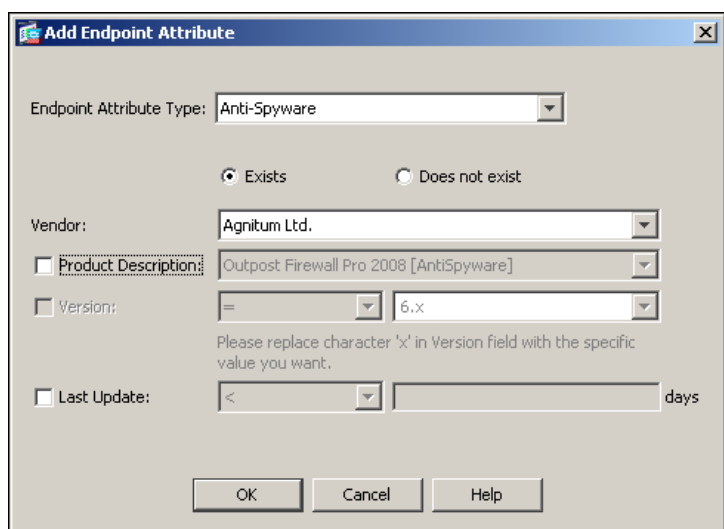 Add Endpoint Attribute
Endpoint Attribute Type: Anti-Spyware
Exists Does not exist
Vendor: Agnitum Ltd.
Product Description: Outpost Firewall Pro 2008 [AntiSpyware]
Version: = 6.x
Please replace character 'x' in Version field with the specific
value you want.
Last Update: < days
OK Cancel Help